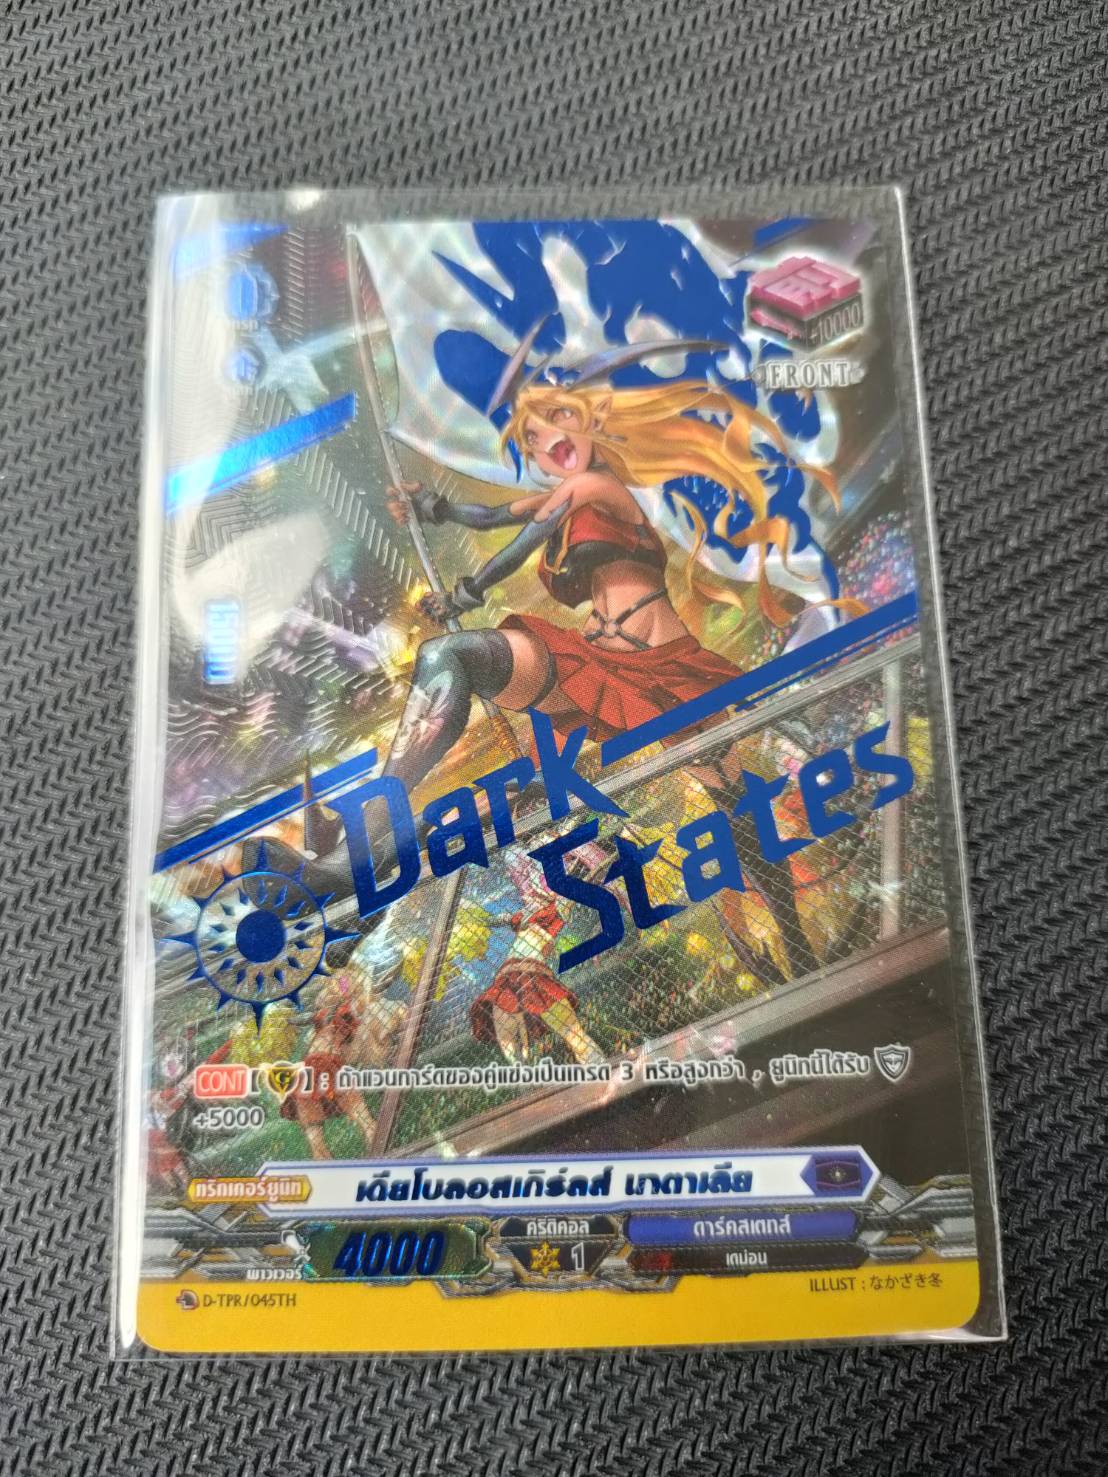 +10000
FRONT
15000
Dark
States
CONT [ G ] : ถ้าแวนการ์ดของคู่แข่งเป็นเกรด 3 หรือสูงกว่า , ยูนิทนี้ได้รับ
+5000
ทริกเกอร์ยูนิท
เดียโบลอสเกิร์ลส์ นาตาเลีย
พาวเวอร์
4000
คริติคอล
1
ดาร์คสเตทส์
เดม่อน
D-TPR/045TH
ILLUST : なかざき冬